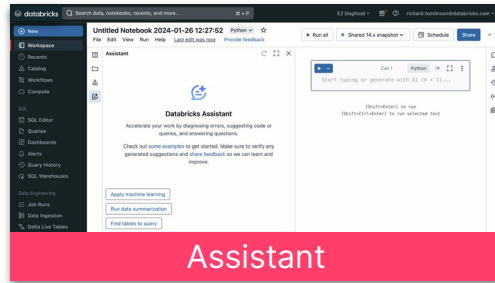 databricks
Search data, notebooks, recents, and more...
⌘ + P
E2 Dogfood
richard.tomlinson@databricks.com
New
Workspace
Recents
Catalog
Workflows
Compute
SQL
SQL Editor
Queries
Dashboards
Alerts
Query History
SQL Warehouses
Data Engineering
Job Runs
Data Ingestion
Delta Live Tables
Untitled Notebook 2024-01-26 12:27:52
Python
File Edit View Run Help Last edit was now Provide feedback
Run all
Shared 14.x snapshot
Schedule
Share
Assistant
Databricks Assistant
Accelerate your work by diagnosing errors, suggesting code or
queries, and answering questions.
Check out some examples to get started. Make sure to verify any
generated suggestions and share feedback so we can learn and
improve.
Apply machine learning
Run data summarization
Find tables to query
Cell 1
Python
Start typing or generate with AI (⌘ + I)...
[Shift+Enter] to run
[Shift+Ctrl+Enter] to run selected text
Assistant